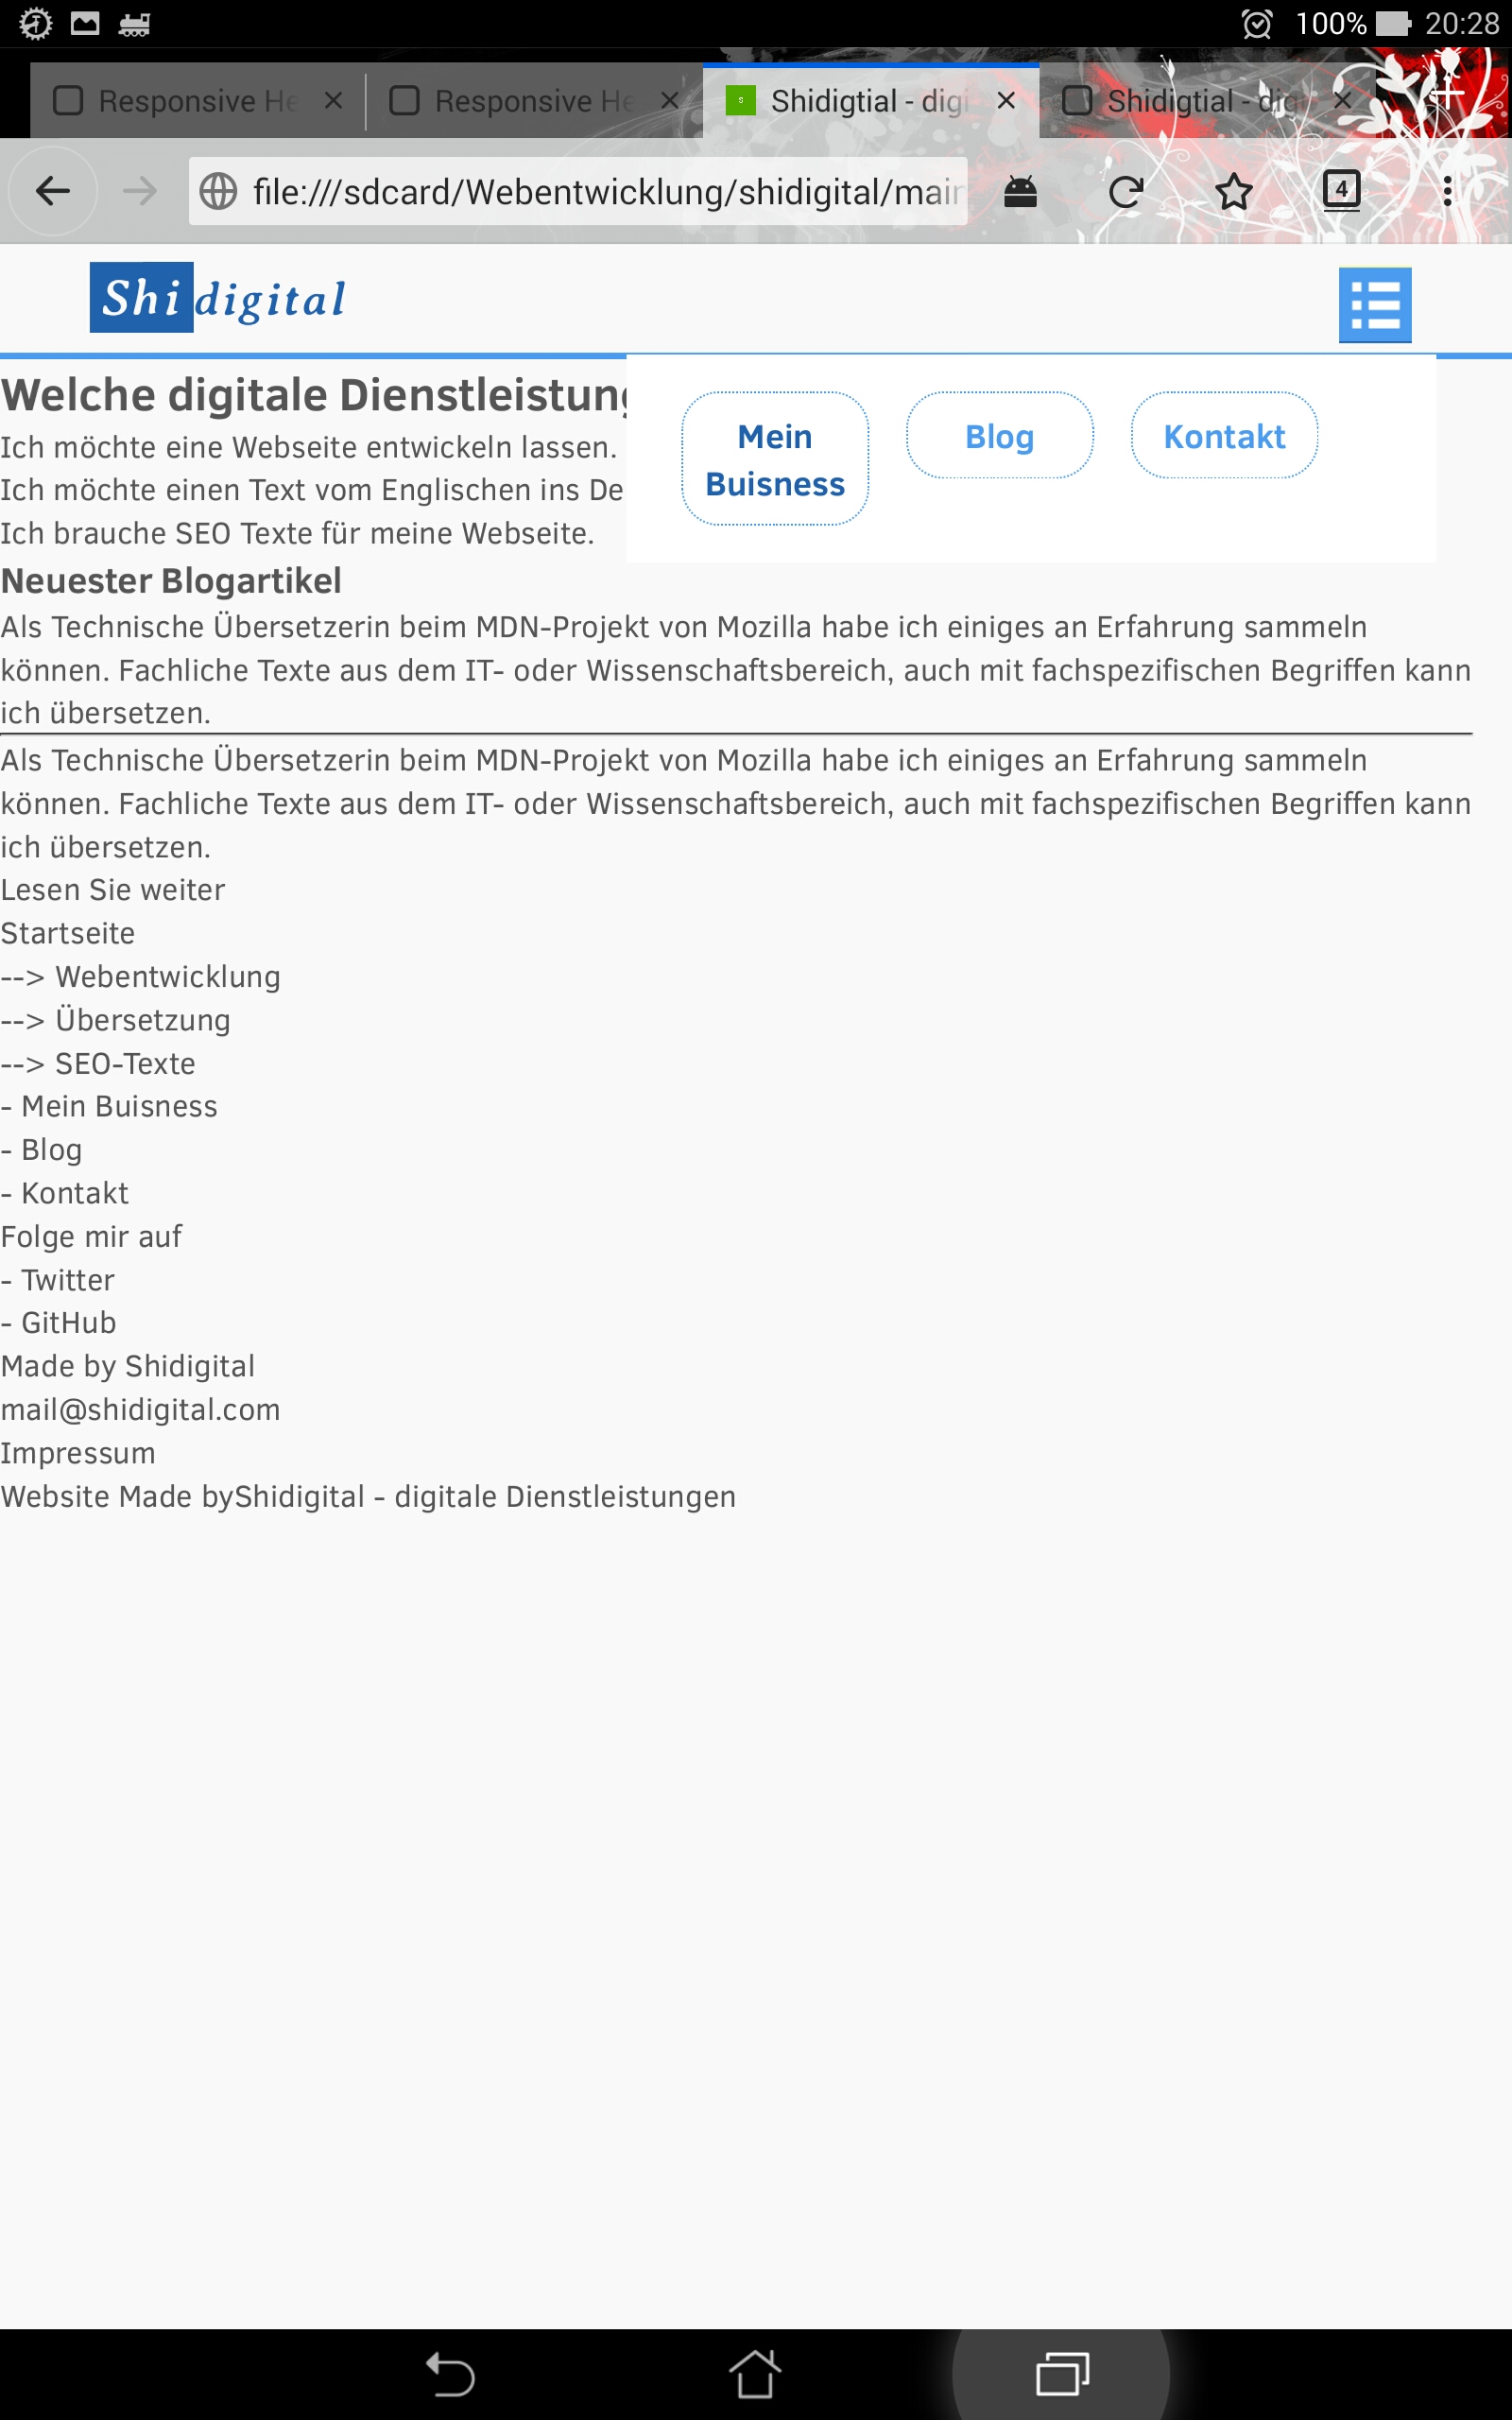 100% 20:28
Responsive He
Responsive He
Shidigtial - digi
Shidigtial - dig
file:///sdcard/Webentwicklung/shidigital/main
4
Shidigital
Welche digitale Dienstleistung
Mein
Buisness
Blog
Kontakt
Ich möchte eine Webseite entwickeln lassen.
Ich möchte einen Text vom Englischen ins De
Ich brauche SEO Texte für meine Webseite.
Neuester Blogartikel
Als Technische Übersetzerin beim MDN-Projekt von Mozilla habe ich einiges an Erfahrung sammeln
können. Fachliche Texte aus dem IT- oder Wissenschaftsbereich, auch mit fachspezifischen Begriffen kann
ich übersetzen.
Als Technische Übersetzerin beim MDN-Projekt von Mozilla habe ich einiges an Erfahrung sammeln
können. Fachliche Texte aus dem IT- oder Wissenschaftsbereich, auch mit fachspezifischen Begriffen kann
ich übersetzen.
Lesen Sie weiter
Startseite
--> Webentwicklung
--> Übersetzung
--> SEO-Texte
- Mein Buisness
- Blog
- Kontakt
Folge mir auf
- Twitter
- GitHub
Made by Shidigital
mail@shidigital.com
Impressum
Website Made byShidigital - digitale Dienstleistungen